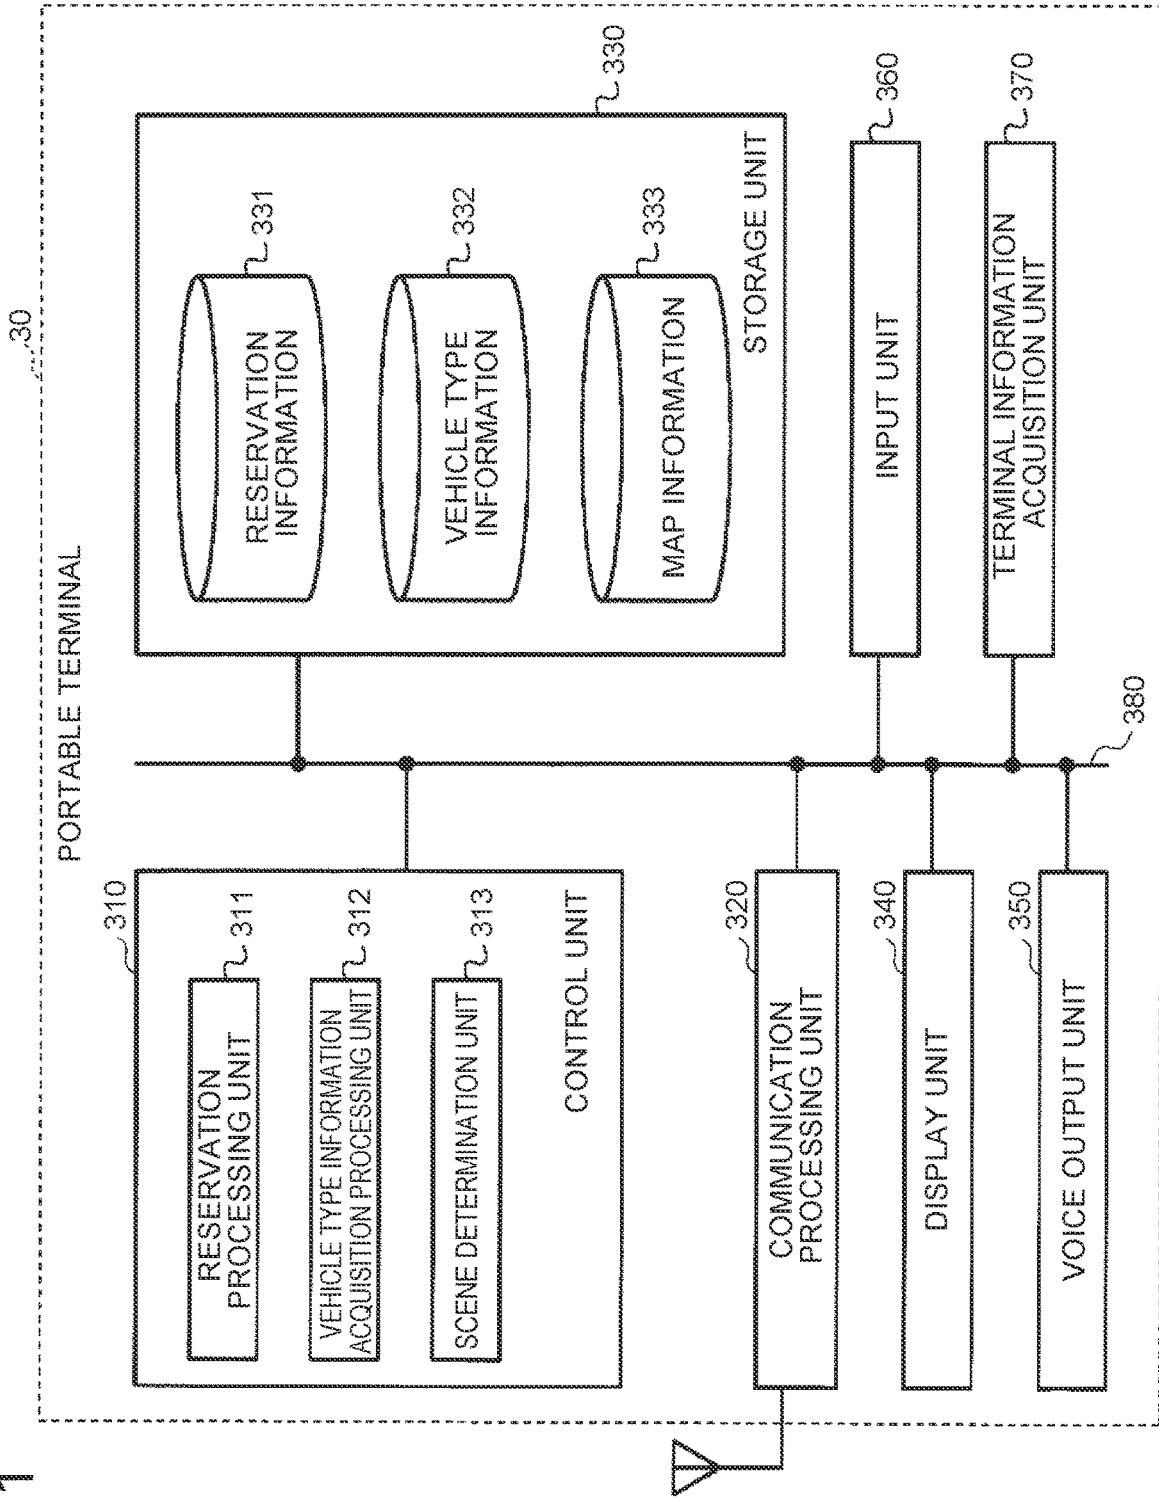 30
PORTABLE TERMINAL
310
RESERVATION
PROCESSING UNIT
311
VEHICLE TYPE INFORMATION
ACQUISITION PROCESSING UNIT
312
SCENE DETERMINATION UNIT
313
CONTROL UNIT
RESERVATION
INFORMATION
331
VEHICLE TYPE
INFORMATION
332
MAP INFORMATION
333
STORAGE UNIT
330
COMMUNICATION
PROCESSING UNIT
320
DISPLAY UNIT
340
VOICE OUTPUT UNIT
350
INPUT UNIT
360
TERMINAL INFORMATION
ACQUISITION UNIT
370
380